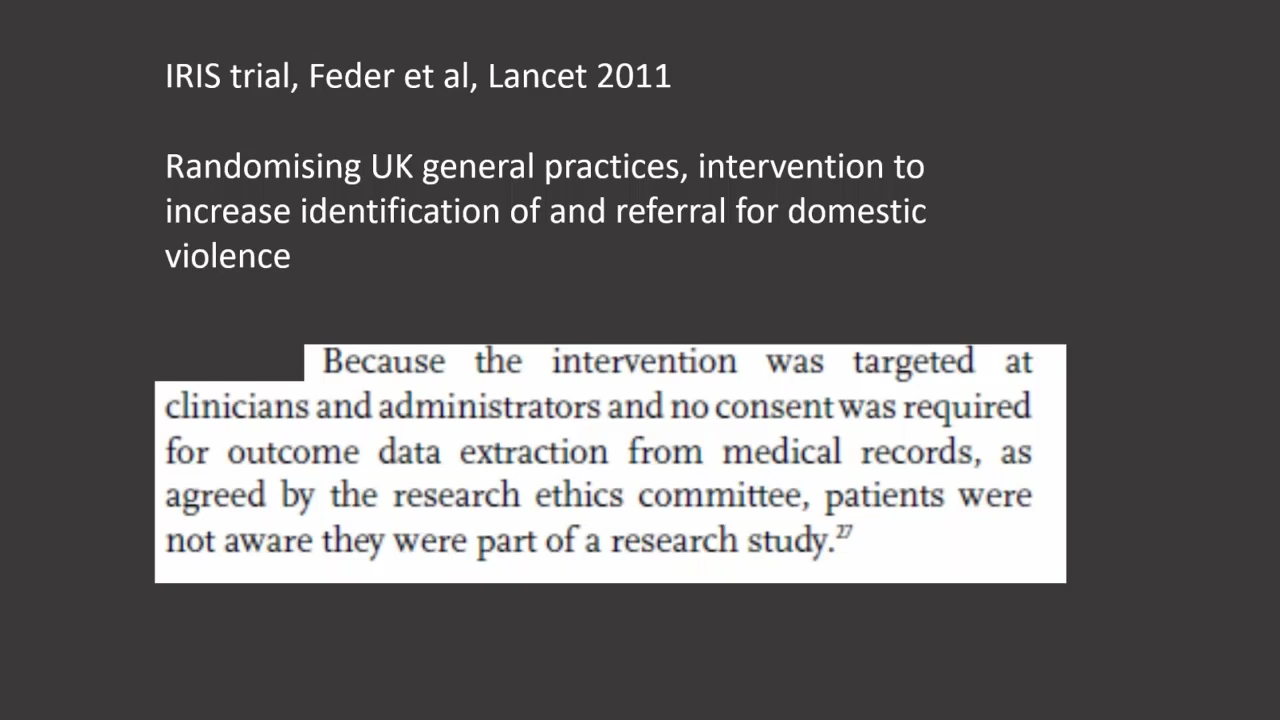 IRIS trial, Feder et al, Lancet 2011
Randomising UK general practices, intervention to
increase identification of and referral for domestic
violence
Because the intervention was targeted at
clinicians and administrators and no consent was required
for outcome data extraction from medical records, as
agreed by the research ethics committee, patients were
not aware they were part of a research study.27